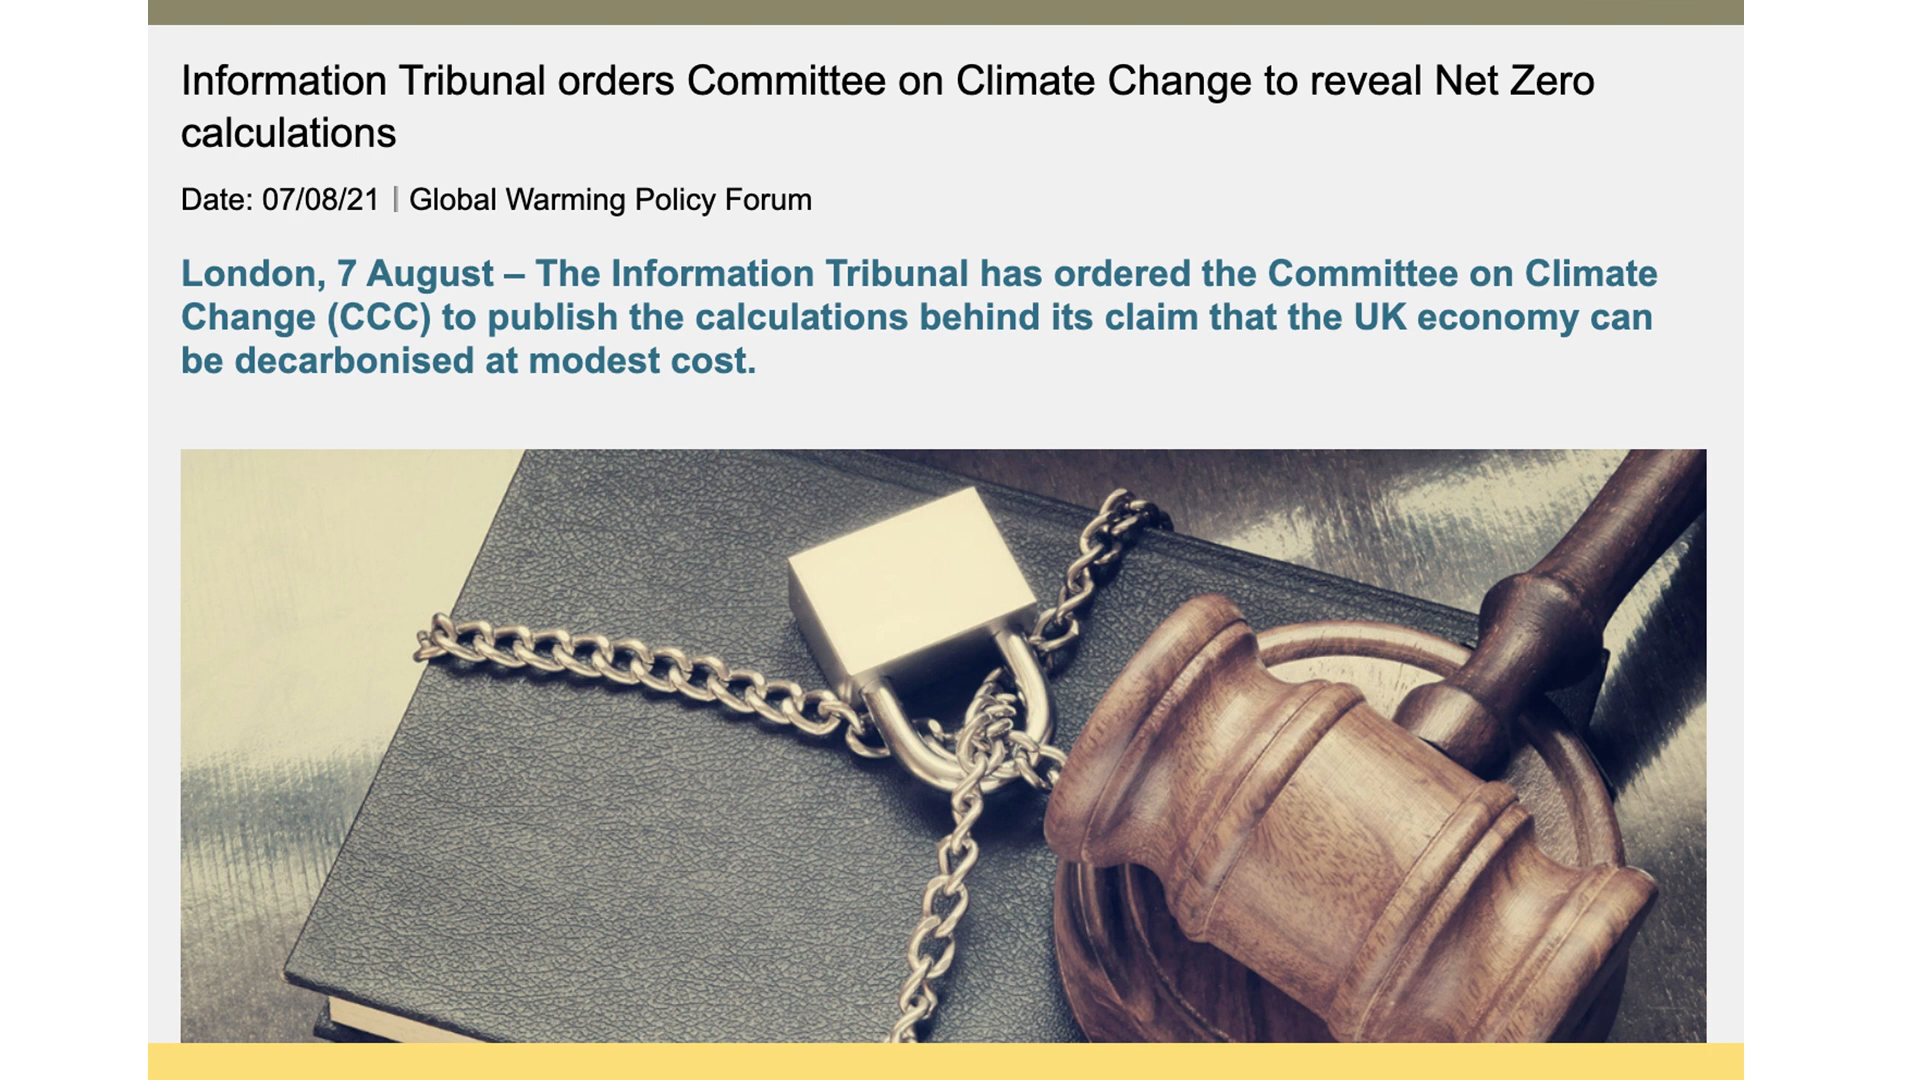 Information Tribunal orders Committee on Climate Change to reveal Net Zero
calculations
Date: 07/08/21 | Global Warming Policy Forum
London, 7 August – The Information Tribunal has ordered the Committee on Climate
Change (CCC) to publish the calculations behind its claim that the UK economy can
be decarbonised at modest cost.